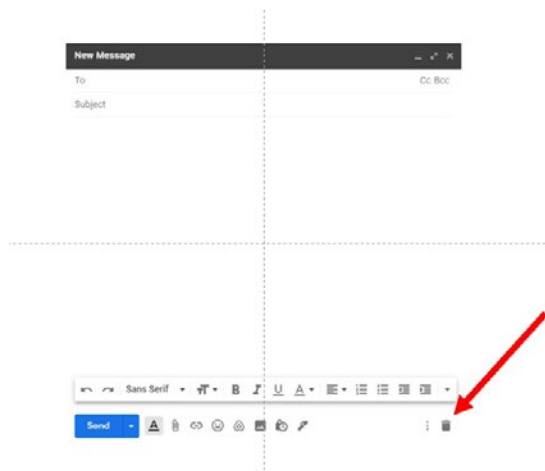 New Message
To Cc Bcc
Subject
Sans Serif B I U A
Send A